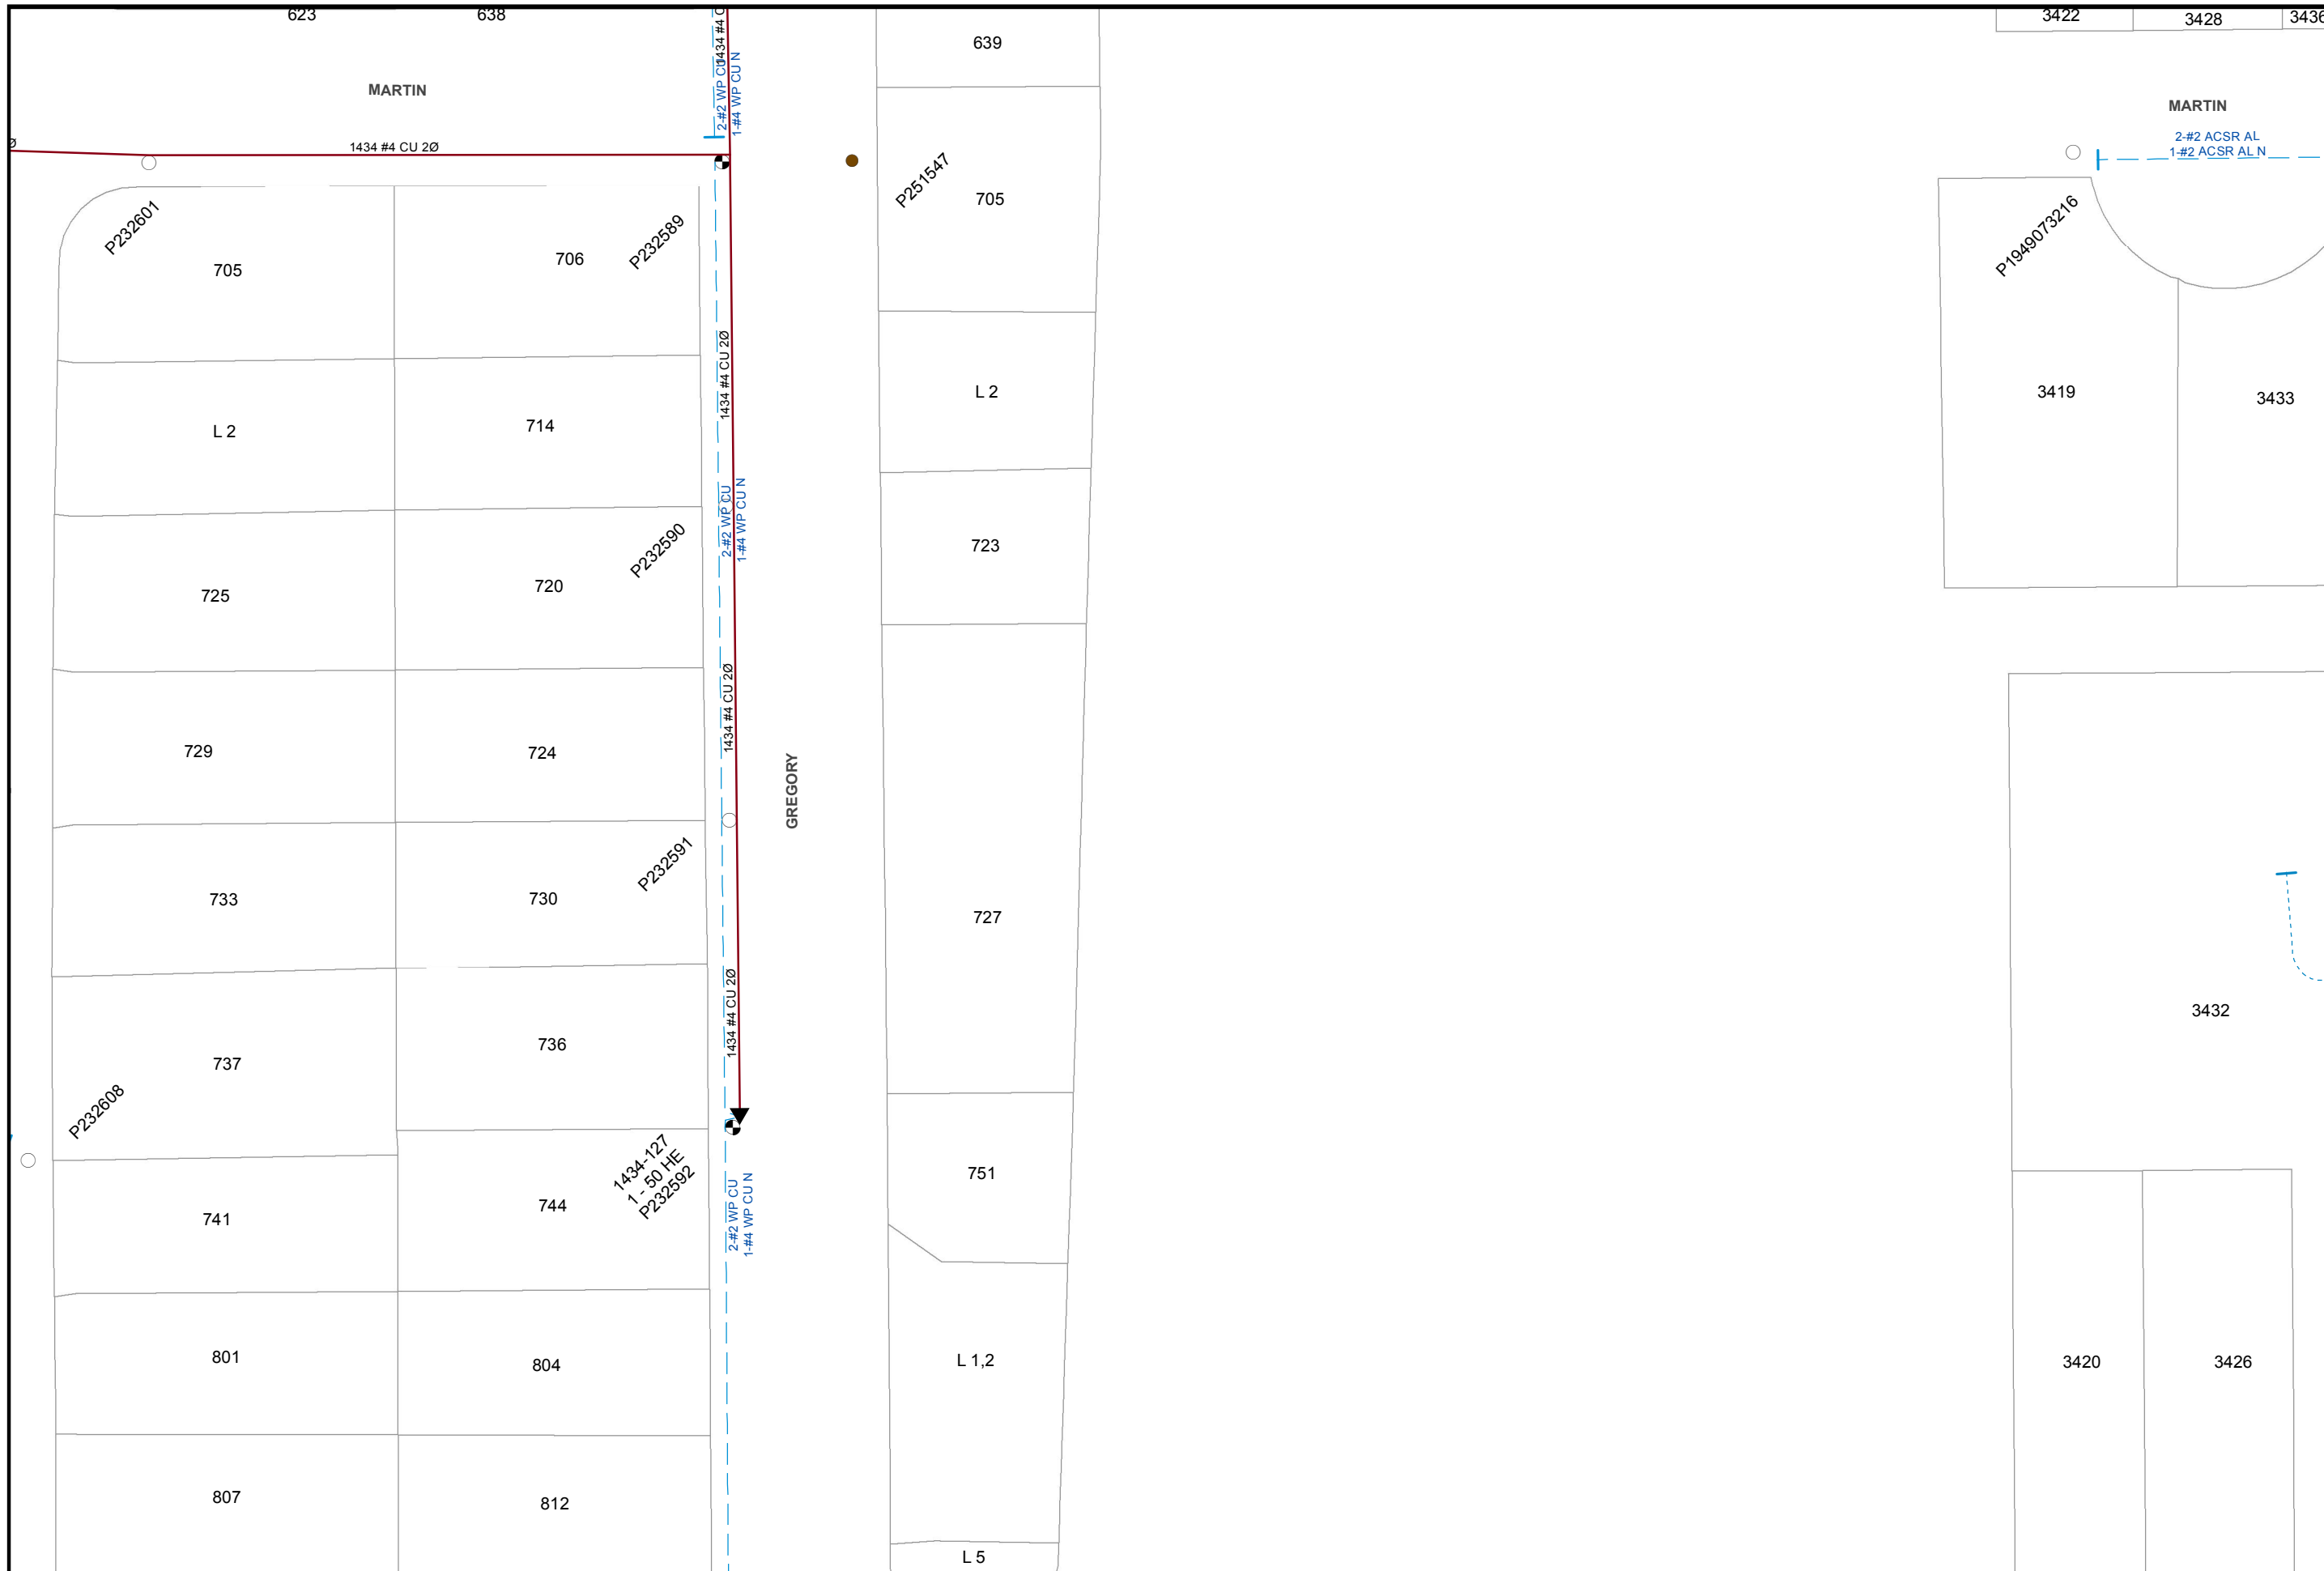 623
638
639
3422
3428
3436
MARTIN
MARTIN
1434 #4 C
2-#2 WP CU
1-#4 WP CU N
Ø
1434 #4 CU 2Ø
2-#2 ACSR AL
1-#2 ACSR AL N
P232601
P232589
P251547
P1949073216
705
706
705
1434 #4 CU 2Ø
L 2
714
L 2
3419
3433
2-#2 WP CU
1-#4 WP CU N
P232590
725
720
723
1434 #4 CU 2Ø
729
724
GREGORY
P232591
733
730
727
1434 #4 CU 2Ø
737
736
3432
P232608
1434-127
1 - 50 HE
P232592
741
744
2-#2 WP CU
1-#4 WP CU N
751
801
804
L 1,2
3420
3426
807
812
L 5